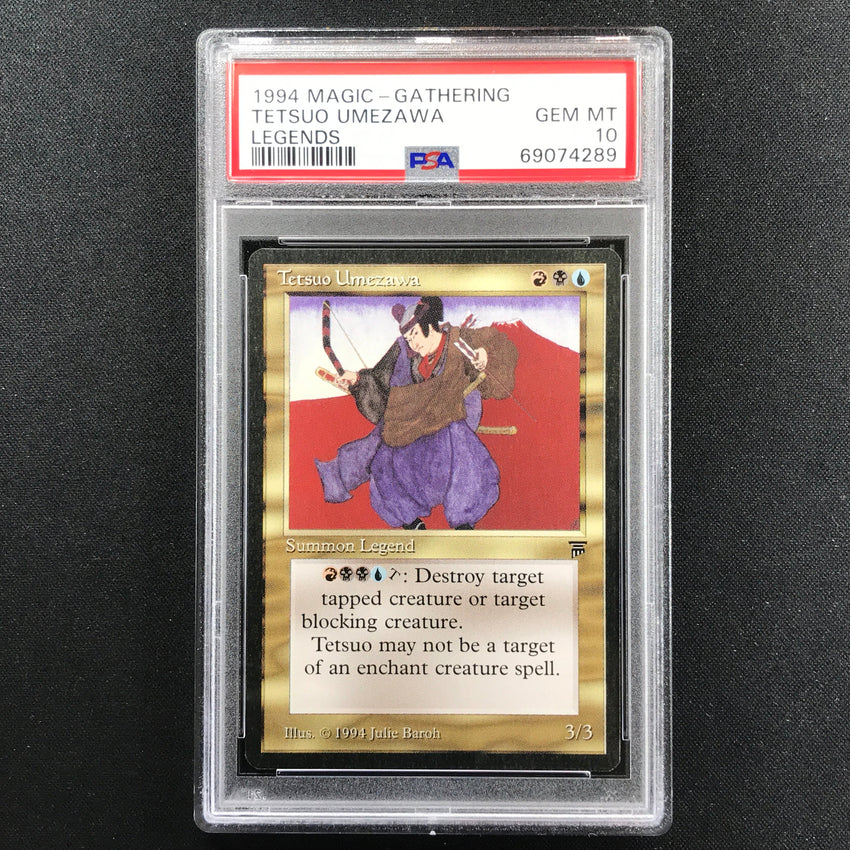 1994 MAGIC - GATHERING
TETSUO UMEZAWA GEM MT
LEGENDS 10
PSA 69074289
Tetsuo Umezawa
Summon Legend
: Destroy target
tapped creature or target
blocking creature.
Tetsuo may not be a target
of an enchant creature spell.
Illus. © 1994 Julie Baroh 3/3